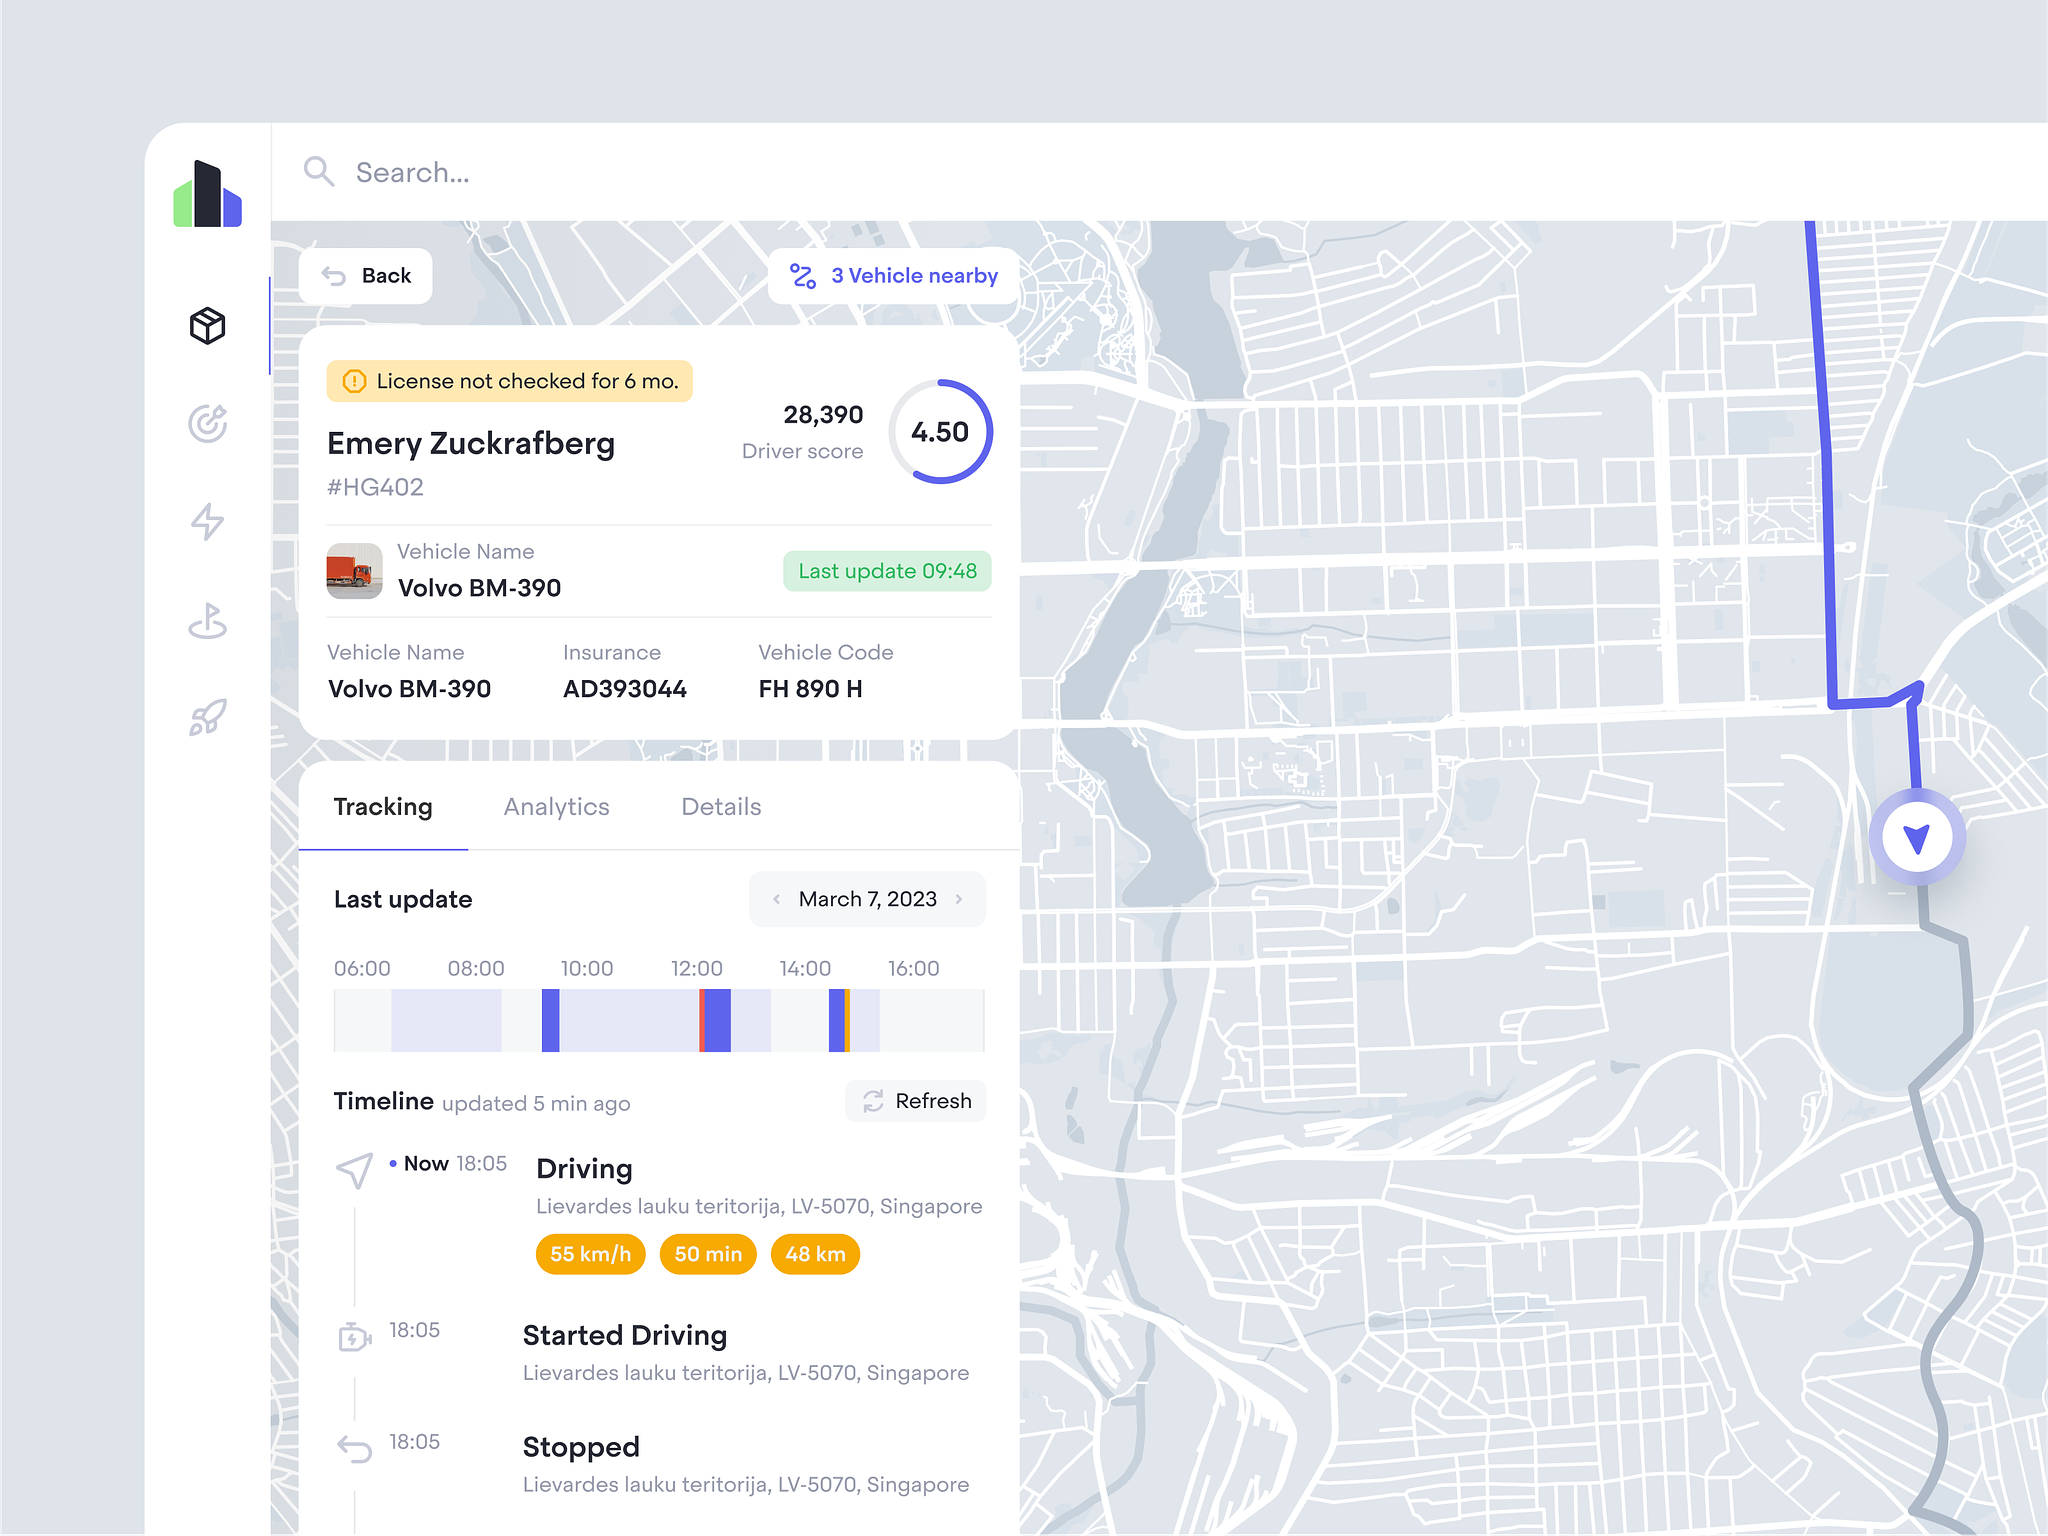 Search...
Back
3 Vehicle nearby
License not checked for 6 mo.
Emery Zuckrafberg
#HG402
28,390
Driver score
4.50
Vehicle Name
Volvo BM-390
Last update 09:48
Vehicle Name
Volvo BM-390
Insurance
AD393044
Vehicle Code
FH 890 H
Tracking
Analytics
Details
Last update
March 7, 2023
06:00 08:00 10:00 12:00 14:00 16:00
Timeline updated 5 min ago
Refresh
Now 18:05
Driving
Lievardes lauku teritorija, LV-5070, Singapore
55 km/h
50 min
48 km
18:05
Started Driving
Lievardes lauku teritorija, LV-5070, Singapore
18:05
Stopped
Lievardes lauku teritorija, LV-5070, Singapore